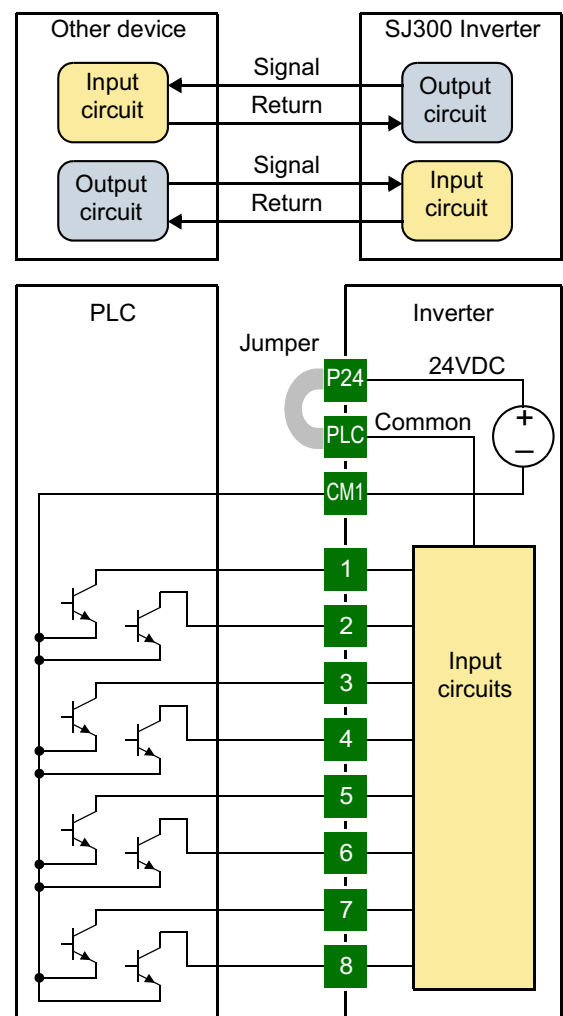 Other device
SJ300 Inverter
Input
circuit
Signal
Return
Output
circuit
Output
circuit
Signal
Return
Input
circuit
PLC
Inverter
Jumper
P24
24VDC
+
PLC
Common
–
CM1
1
2
3
4
5
6
7
8
Input
circuits